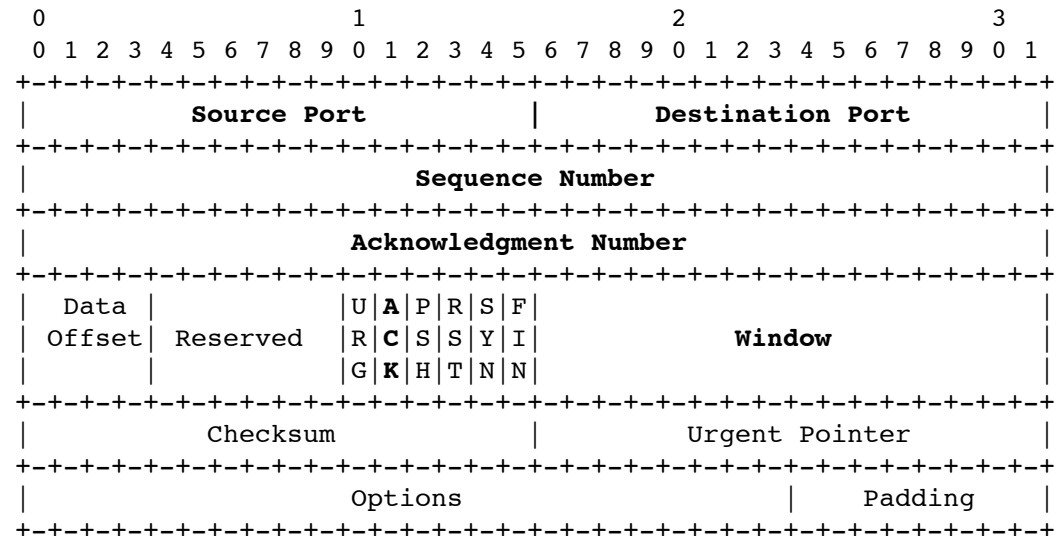 0                   1                   2                   3
 0 1 2 3 4 5 6 7 8 9 0 1 2 3 4 5 6 7 8 9 0 1 2 3 4 5 6 7 8 9 0 1
+-+-+-+-+-+-+-+-+-+-+-+-+-+-+-+-+-+-+-+-+-+-+-+-+-+-+-+-+-+-+-+-+
|          Source Port          |       Destination Port        |
+-+-+-+-+-+-+-+-+-+-+-+-+-+-+-+-+-+-+-+-+-+-+-+-+-+-+-+-+-+-+-+-+
|                        Sequence Number                        |
+-+-+-+-+-+-+-+-+-+-+-+-+-+-+-+-+-+-+-+-+-+-+-+-+-+-+-+-+-+-+-+-+
|                    Acknowledgment Number                      |
+-+-+-+-+-+-+-+-+-+-+-+-+-+-+-+-+-+-+-+-+-+-+-+-+-+-+-+-+-+-+-+-+
|  Data |           |U|A|P|R|S|F|                               |
| Offset| Reserved  |R|C|S|S|Y|I|            Window             |
|       |           |G|K|H|T|N|N|                               |
+-+-+-+-+-+-+-+-+-+-+-+-+-+-+-+-+-+-+-+-+-+-+-+-+-+-+-+-+-+-+-+-+
|           Checksum            |         Urgent Pointer        |
+-+-+-+-+-+-+-+-+-+-+-+-+-+-+-+-+-+-+-+-+-+-+-+-+-+-+-+-+-+-+-+-+
|                    Options                    |    Padding    |
+-+-+-+-+-+-+-+-+-+-+-+-+-+-+-+-+-+-+-+-+-+-+-+-+-+-+-+-+-+-+-+-+